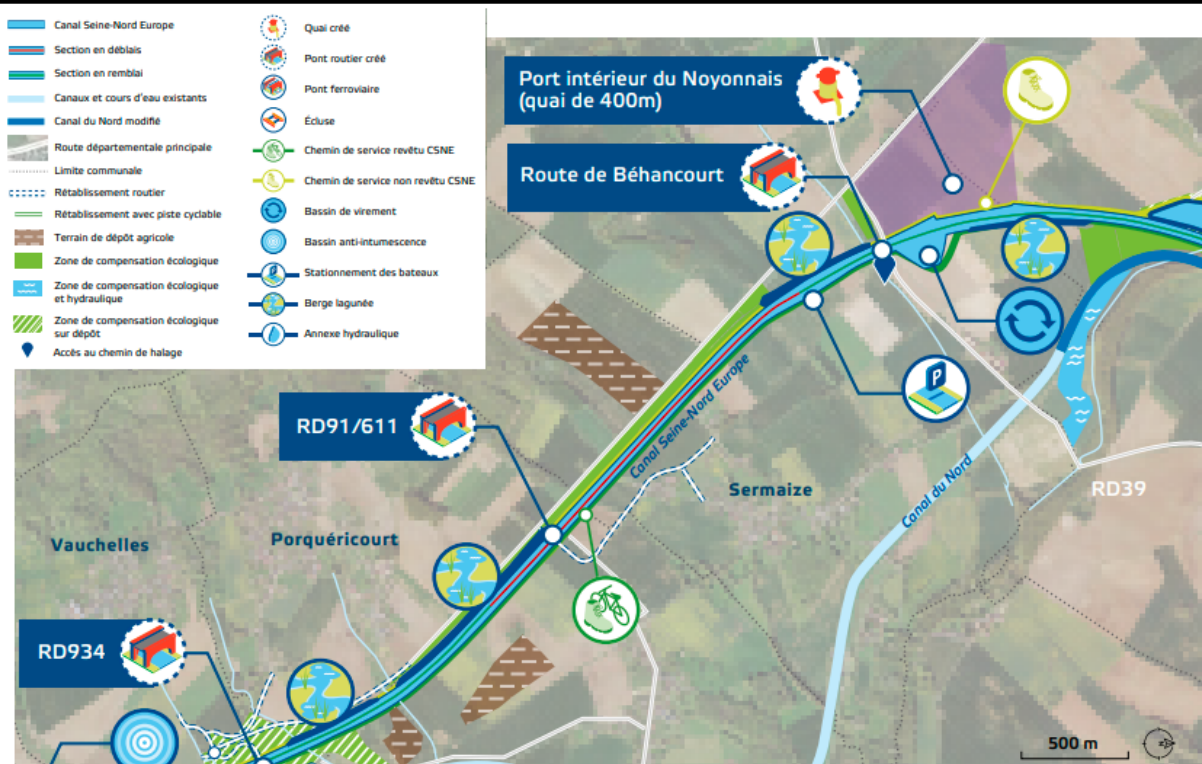 Canal Seine-Nord Europe
Section en déblais
Section en remblai
Canaux et cours d'eau existants
Canal du Nord modifié
Route départementale principale
Limite communale
Rétablissement routier
Rétablissement avec piste cyclable
Terrain de dépôt agricole
Zone de compensation écologique
Zone de compensation écologique
et hydraulique
Zone de compensation écologique
sur dépôt
Accès au chemin de halage
Quai créé
Pont routier créé
Pont ferroviaire
Écluse
Chemin de service revêtu CSNE
Chemin de service non revêtu CSNE
Bassin de virement
Bassin anti-intumescence
P
Stationnement des bateaux
Berge lagunée
Annexe hydraulique
Port intérieur du Noyonnais
(quai de 400m)
Route de Béhancourt
P
RD91/611
Canal Seine-Nord Europe
Sermaize
Canal du Nord
RD39
Vauchelles
Porquéricourt
RD934
500 m